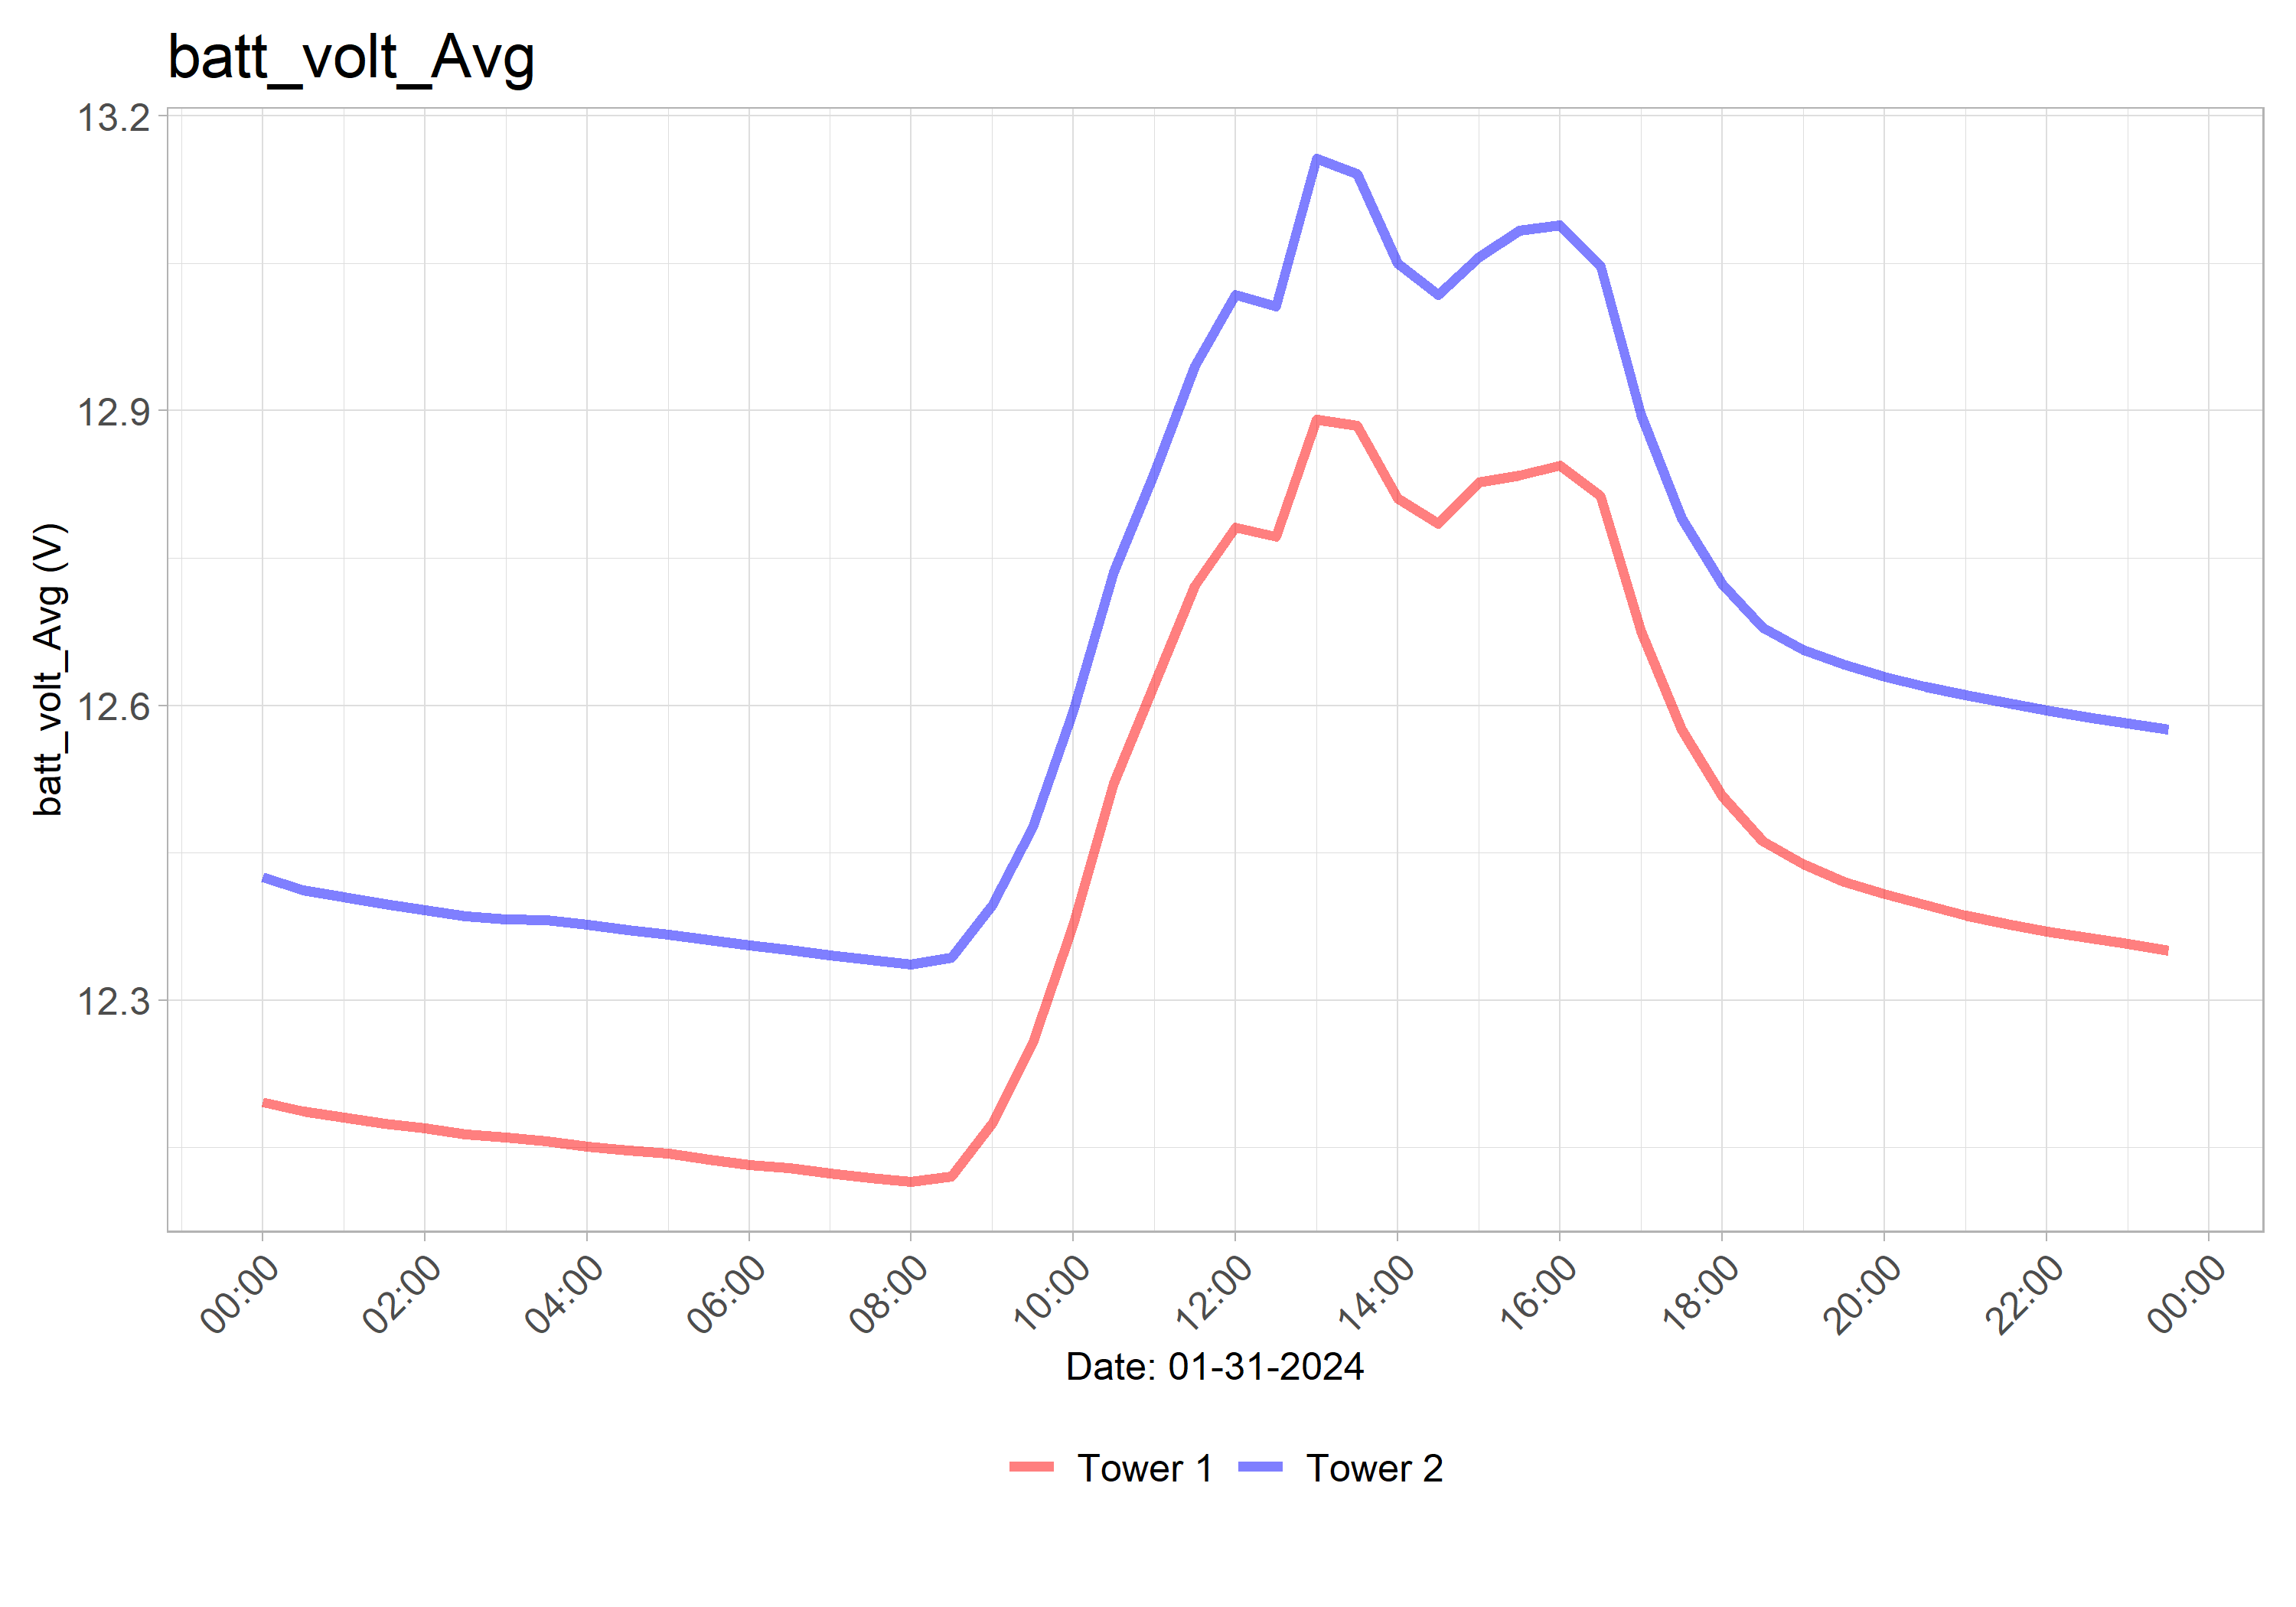 batt_volt_Avg
batt_volt_Avg (V)
13.2
12.9
12.6
12.3
00:00 02:00 04:00 06:00 08:00 10:00 12:00 14:00 16:00 18:00 20:00 22:00 00:00
Date: 01-31-2024
Tower 1 Tower 2